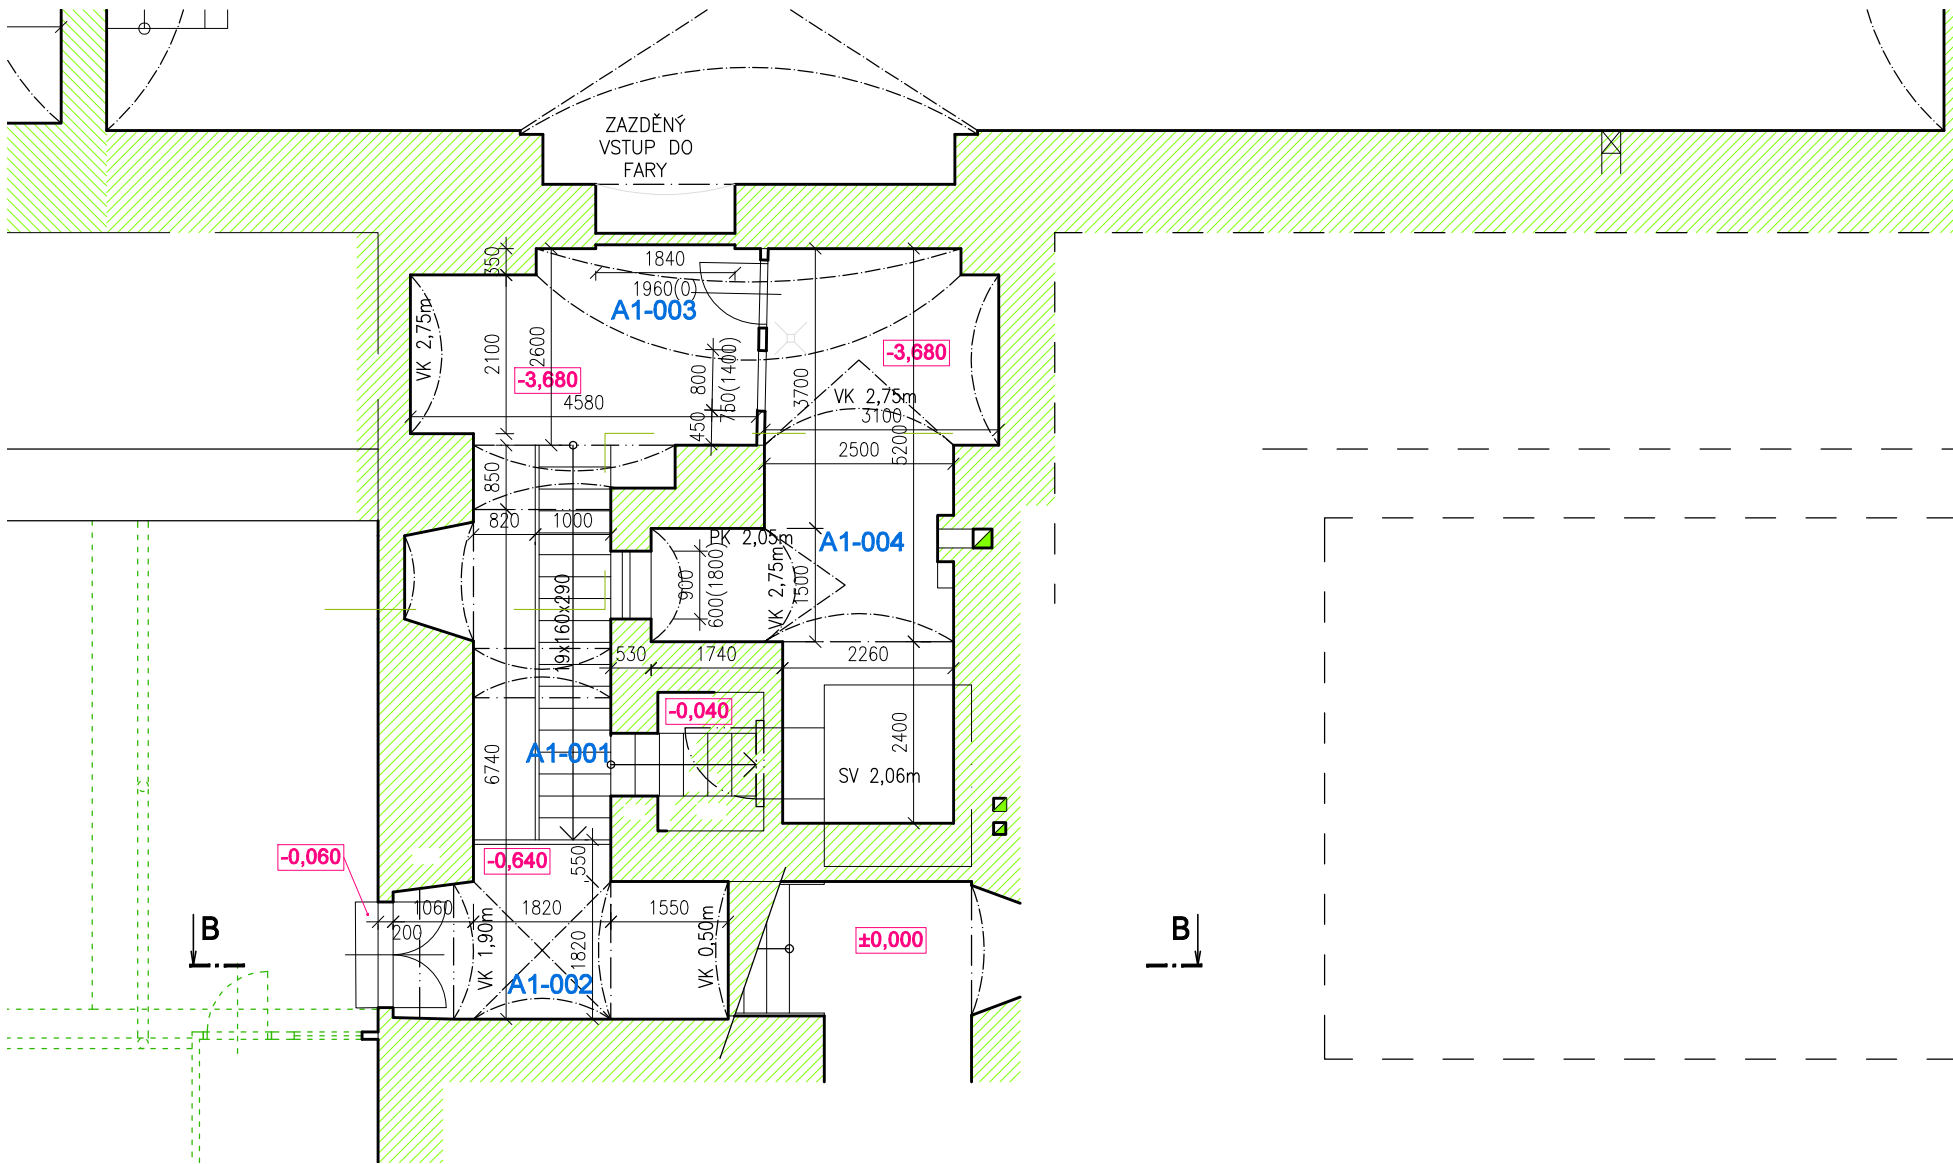 ZAZDĚNÝ
VSTUP DO
FARY
350
1840
1960(0)
A1-003
VK 2,75m
2100
2600
-3,680
4580
450
800
750(1400)
3700
-3,680
VK 2,75m
3100
5200
2500
850
820
1000
PK 2,05m
A1-004
19x160x290
900
600(1800)
VK 2,75m
1500
530
1740
2260
-0,040
6740
A1-001
2400
SV 2,06m
-0,060
-0,640
550
1060
200
1820
1550
VK 1,90m
1820
VK 0,50m
A1-002
±0,000
B
B